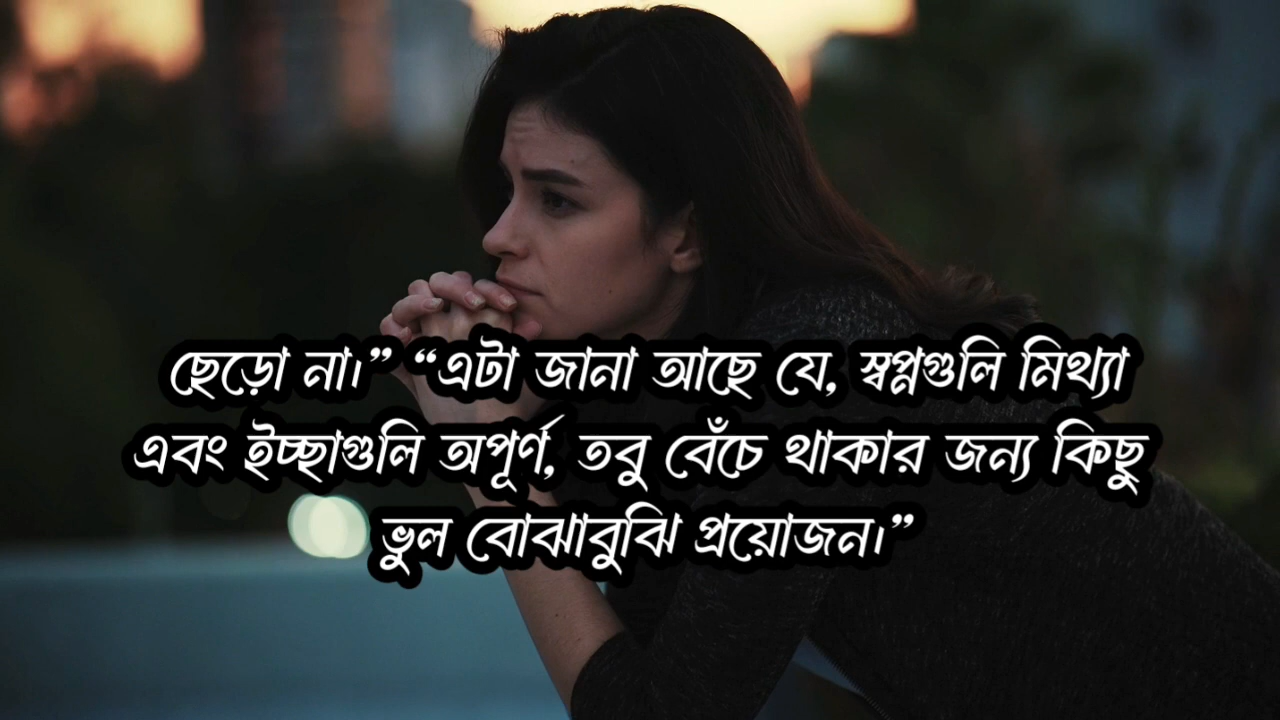 ছেড়ো না।” “এটা জানা আছে যে, স্বপ্নগুলি মিথ্যা
এবং ইচ্ছাগুলি অপূর্ণ, তবু বেঁচে থাকার জন্য কিছু
ভুল বোঝাবুঝি প্রয়োজন।”